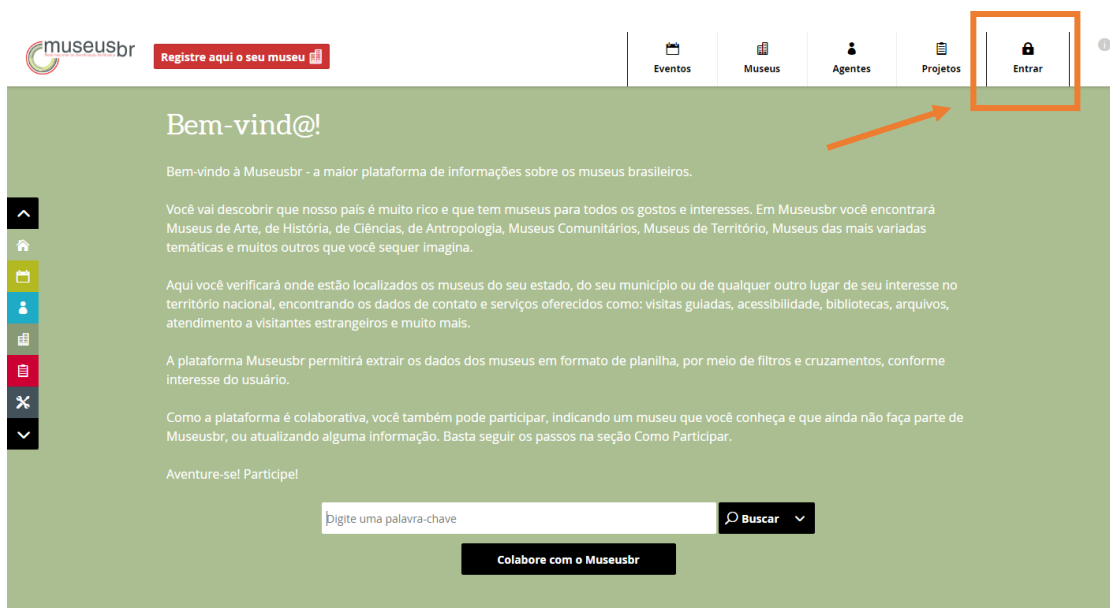 museusbr
Registre aqui o seu museu
Eventos
Museus
Agentes
Projetos
Entrar
Bem-vind@!
Bem-vindo à Museusbr - a maior plataforma de informações sobre os museus brasileiros.
Você vai descobrir que nosso país é muito rico e que tem museus para todos os gostos e interesses. Em Museusbr você encontrará
Museus de Arte, de História, de Ciências, de Antropologia, Museus Comunitários, Museus de Território, Museus das mais variadas
temáticas e muitos outros que você sequer imagina.
Aqui você verificará onde estão localizados os museus do seu estado, do seu município ou de qualquer outro lugar de seu interesse no
território nacional, encontrando os dados de contato e serviços oferecidos como: visitas guiadas, acessibilidade, bibliotecas, arquivos,
atendimento a visitantes estrangeiros e muito mais.
A plataforma Museusbr permitirá extrair os dados dos museus em formato de planilha, por meio de filtros e cruzamentos, conforme
interesse do usuário.
Como a plataforma é colaborativa, você também pode participar, indicando um museu que você conheça e que ainda não faça parte de
Museusbr, ou atualizando alguma informação. Basta seguir os passos na seção Como Participar.
Aventure-se! Participe!
Digite uma palavra-chave
Buscar
Colabore com o Museusbr